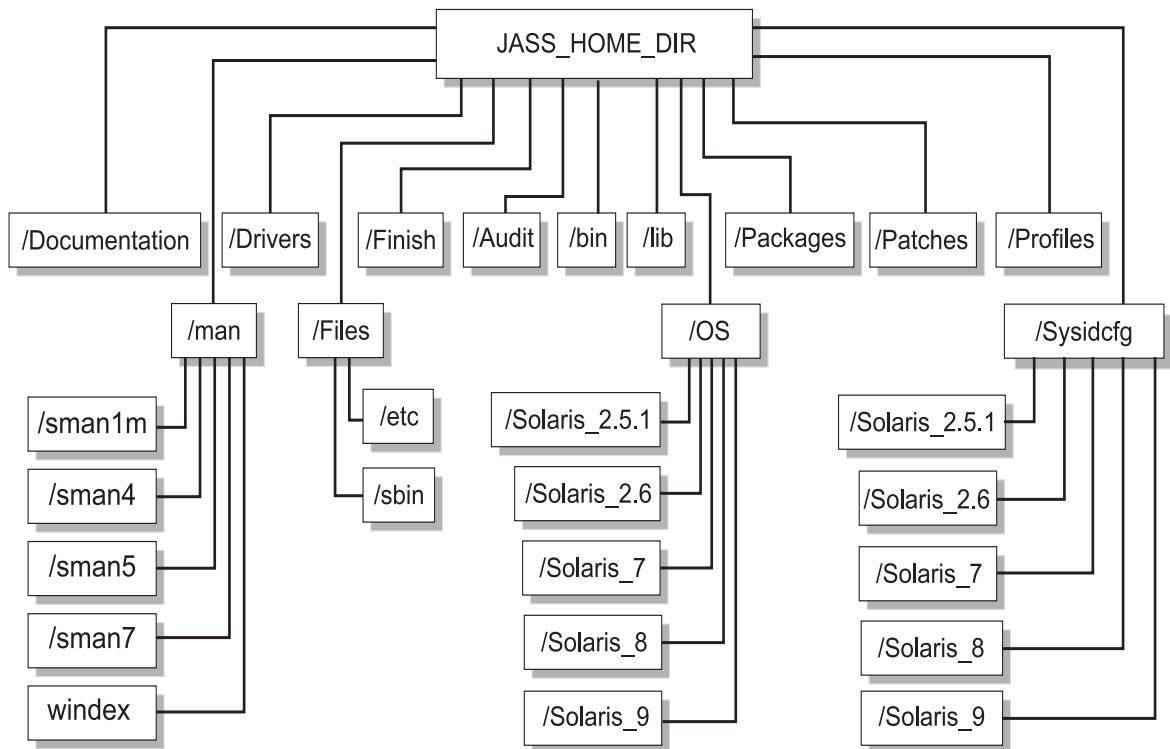 JASS_HOME_DIR
/Documentation
/Drivers
/Finish
/Audit
/bin
/lib
/Packages
/Patches
/Profiles
/man
/Files
/OS
/Sysidcfg
/sman1m
/sman4
/sman5
/sman7
windex
/etc
/sbin
/Solaris_2.5.1
/Solaris_2.6
/Solaris_7
/Solaris_8
/Solaris_9
/Solaris_2.5.1
/Solaris_2.6
/Solaris_7
/Solaris_8
/Solaris_9